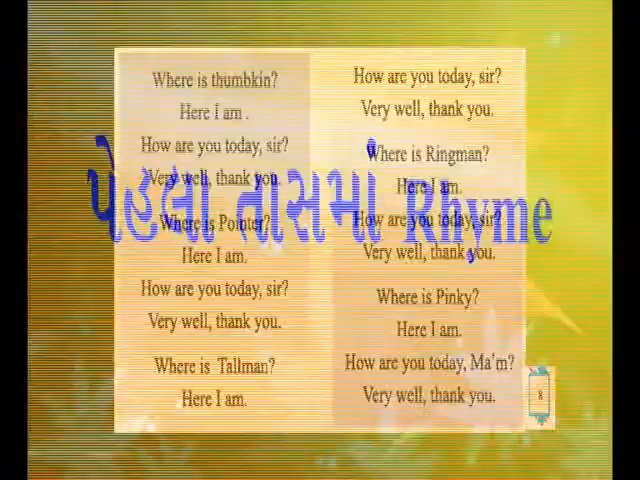 Where is thumbkin?
Here I am .
How are you today, sir?
Very well, thank you.
Where is Pointer?
Here I am.
How are you today, sir?
Very well, thank you.
Where is Tallman?
Here I am.
How are you today, sir?
Very well, thank you.
Where is Ringman?
Here I am.
How are you today, sir?
Very well, thank you.
Where is Pinky?
Here I am.
How are you today, Ma'm?
Very well, thank you.
8
પેહલા તાસમાં Rhyme